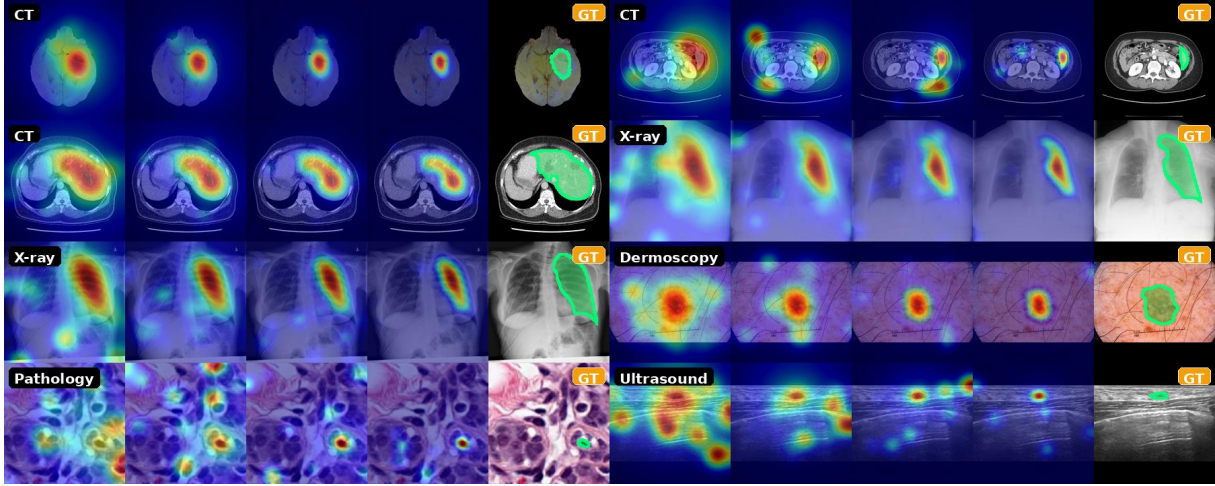 CT GT CT GT
CT GT X-ray GT
X-ray GT Dermoscopy GT
Pathology GT Ultrasound GT